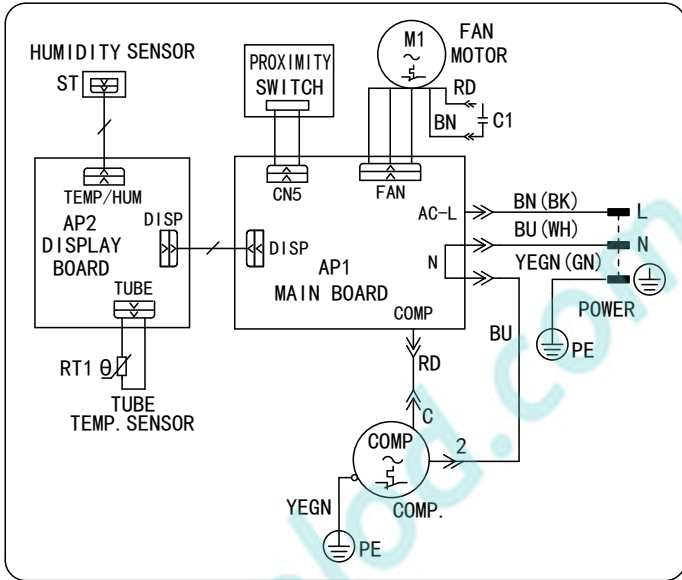 HUMIDITY SENSOR
ST
PROXIMITY
SWITCH
M1
FAN
MOTOR
RD
BN
C1
TEMP/HUM
AP2
DISPLAY
BOARD
DISP
TUBE
RT1 θ
TUBE
TEMP. SENSOR
CN5
FAN
DISP
AP1
MAIN BOARD
AC-L
N
COMP
BN(BK)
L
BU(WH)
N
YEGN(GN)
POWER
PE
BU
RD
C
COMP
2
COMP.
YEGN
PE